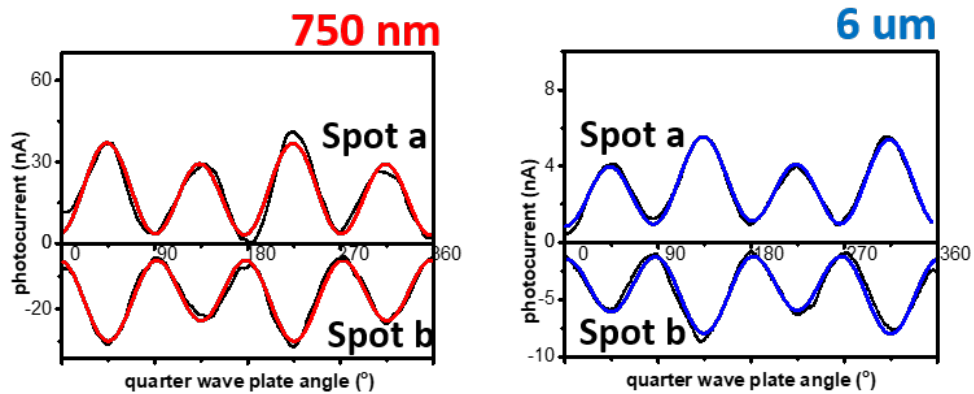 750 nm
60
30
0
photocurrent (nA)
Spot a
0 90 180 270 360
-20
Spot b
quarter wave plate angle (°)
6 um
8
4
0
photocurrent (nA)
Spot a
0 90 180 270 360
-5
-10
Spot b
quarter wave plate angle (°)